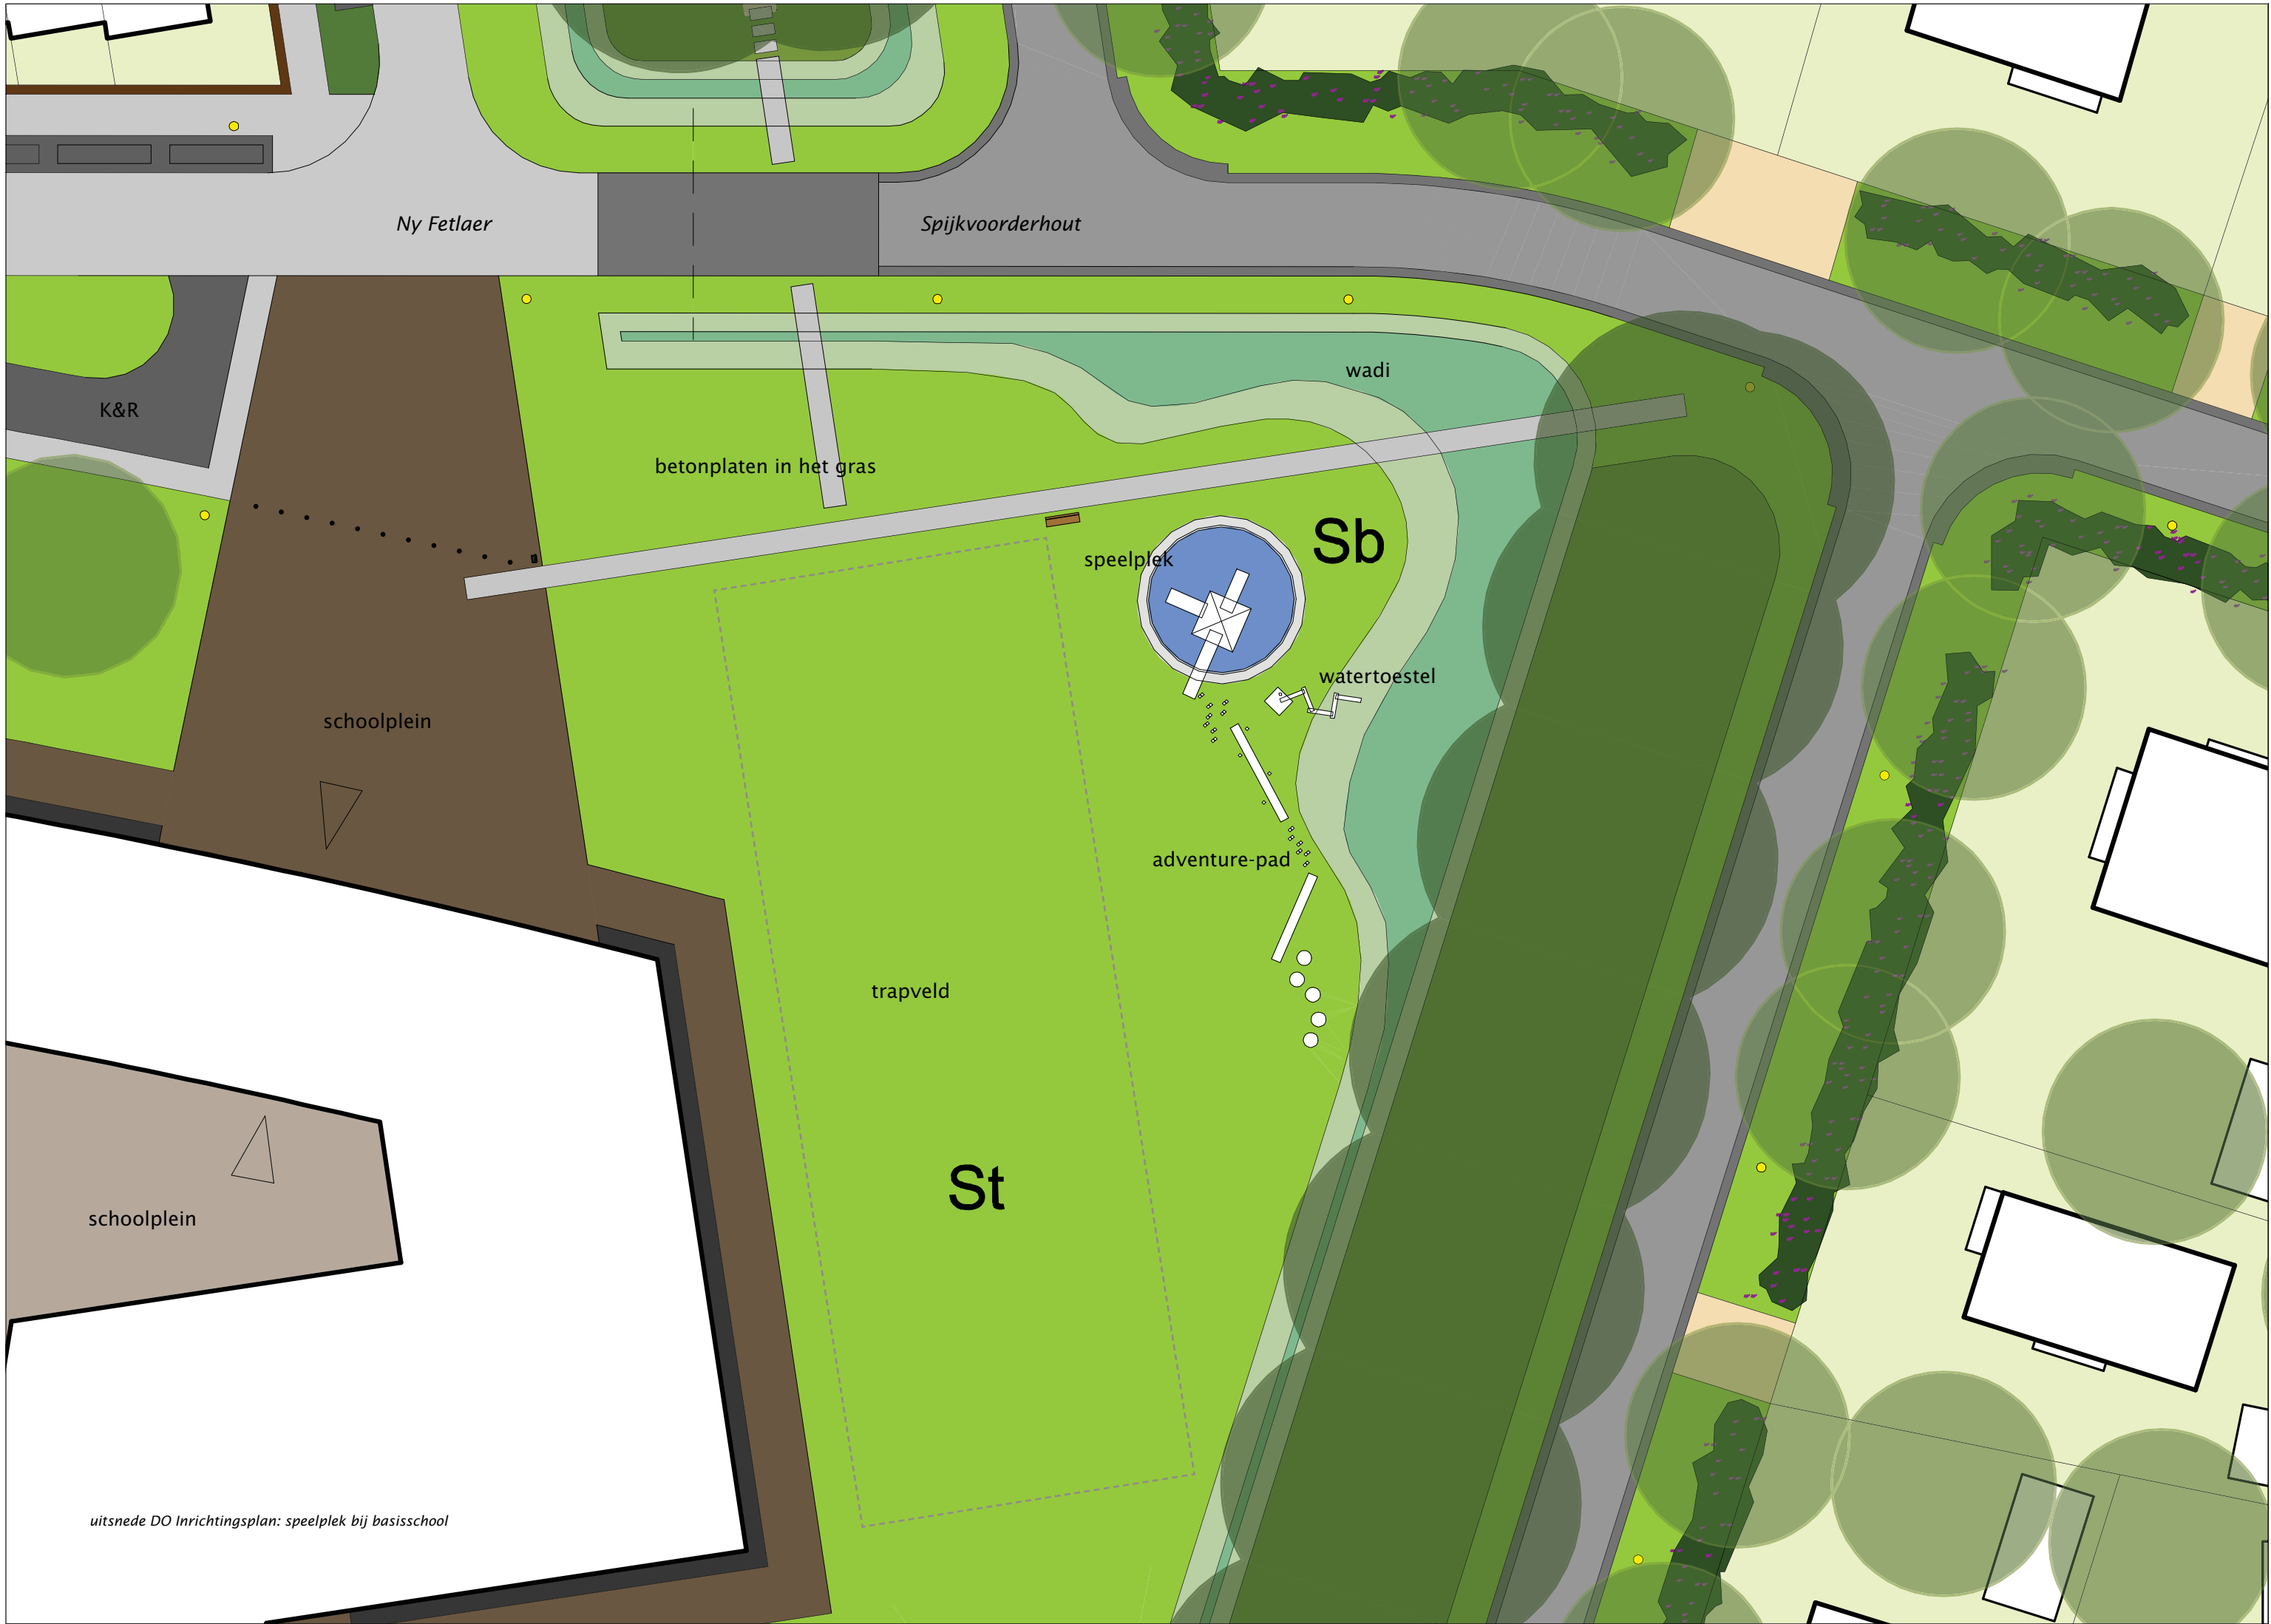 Ny Fetlaer
Spijkvoorderhout
wadi
K&R
betonplaten in het gras
Sb
speelplek
watertoestel
schoolplein
adventure-pad
trapveld
St
schoolplein
uitsnede DO Inrichtingsplan: speelplek bij basisschool